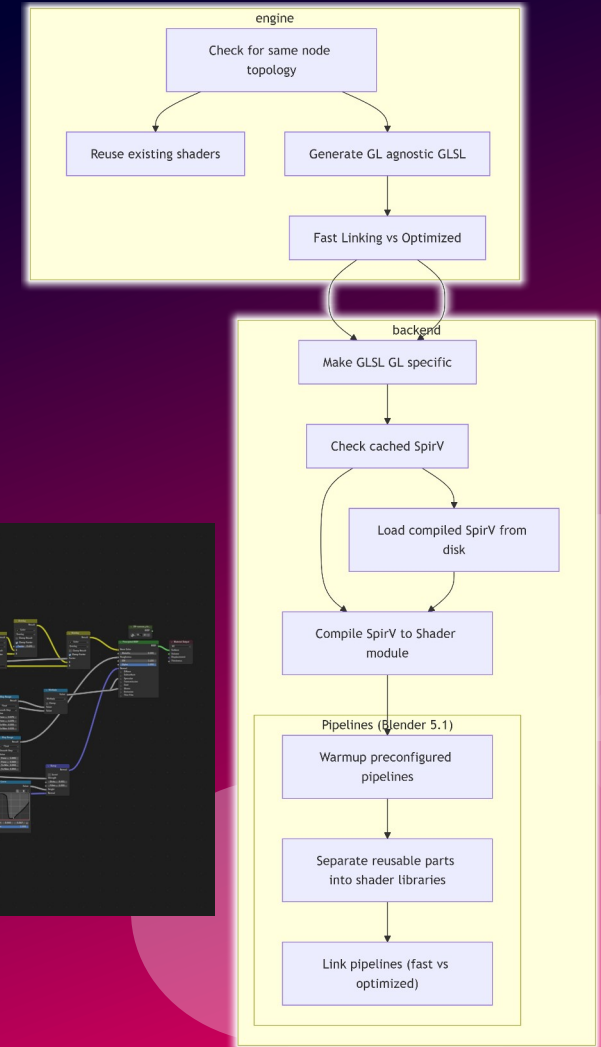 engine
Check for same node
topology
Reuse existing shaders
Generate GL agnostic GLSL
Fast Linking vs Optimized
backend
Make GLSL GL specific
Check cached SpirV
Load compiled SpirV from
disk
Compile SpirV to Shader
module
Pipelines (Blender 5.1)
Warmup preconfigured
pipelines
Separate reusable parts
into shader libraries
Link pipelines (fast vs
optimized)